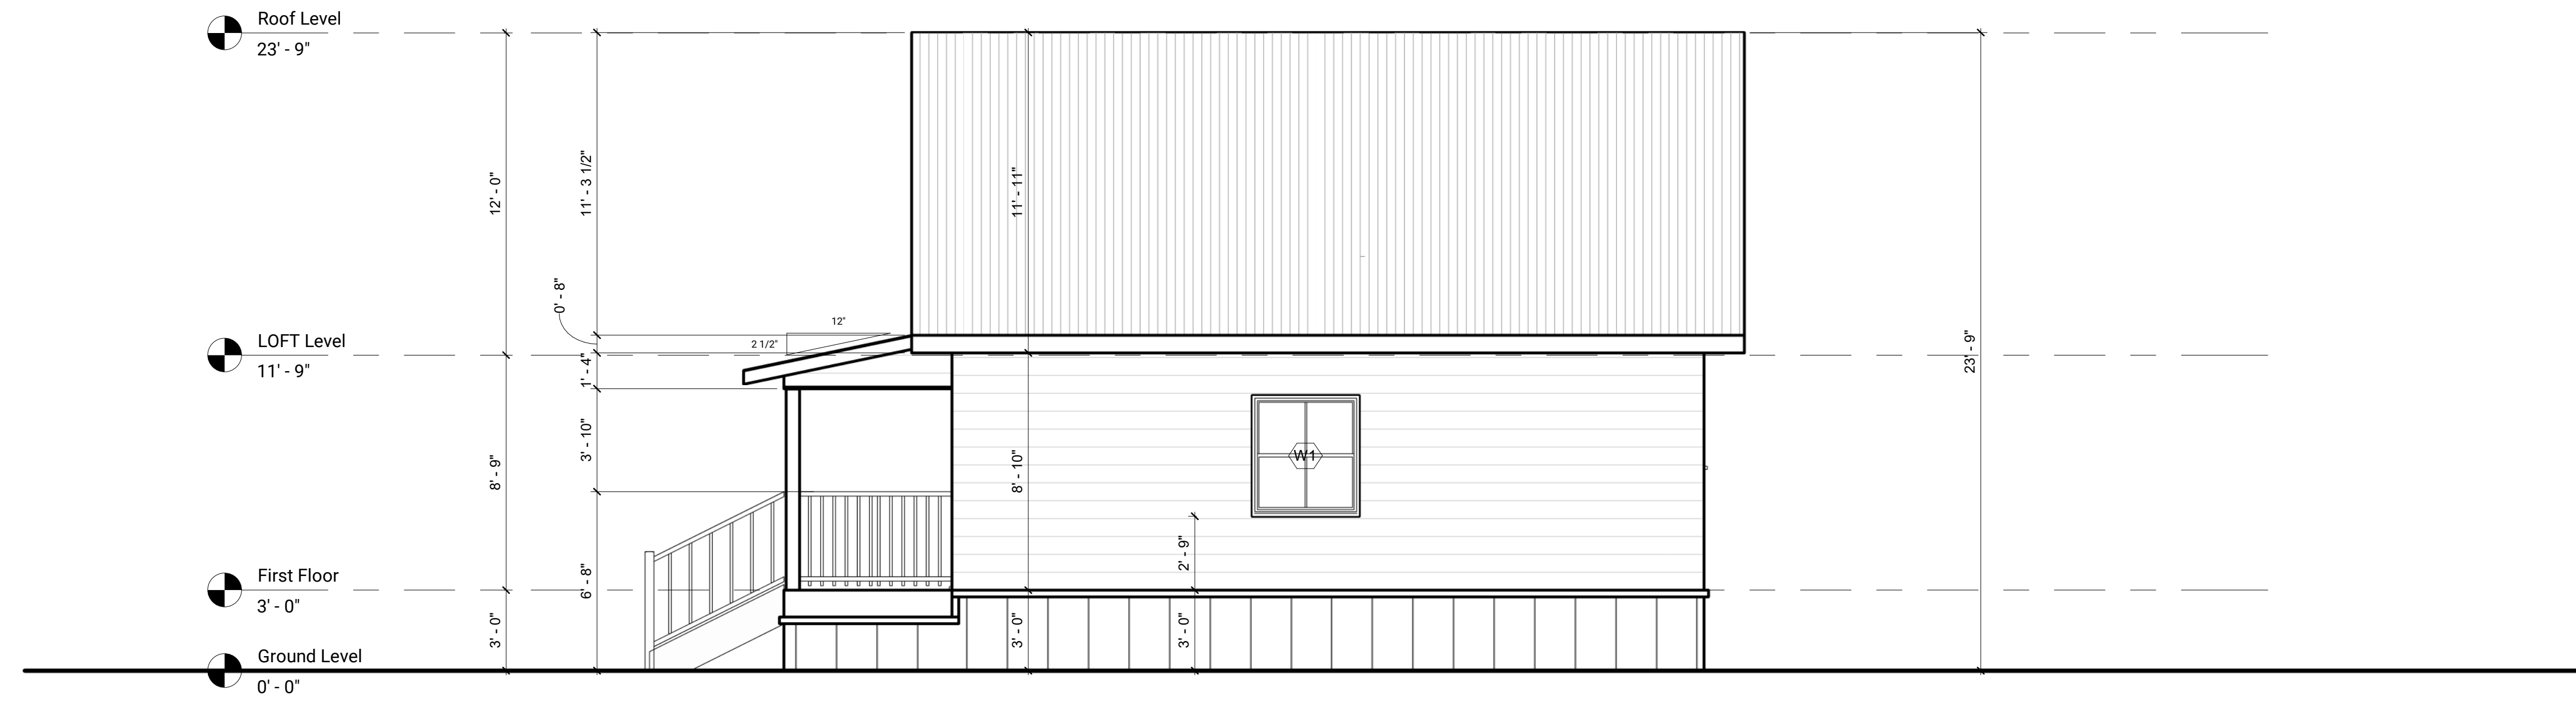 Roof Level
23' - 9"
12' - 0"
11' - 3 1/2"
11' - 11"
0' - 8"
12"
2 1/2"
LOFT Level
11' - 9"
1' - 4"
23' - 9"
3' - 10"
8' - 9"
8' - 10"
W1
2' - 9"
First Floor
3' - 0"
6' - 8"
3' - 0"
3' - 0"
3' - 0"
Ground Level
0' - 0"